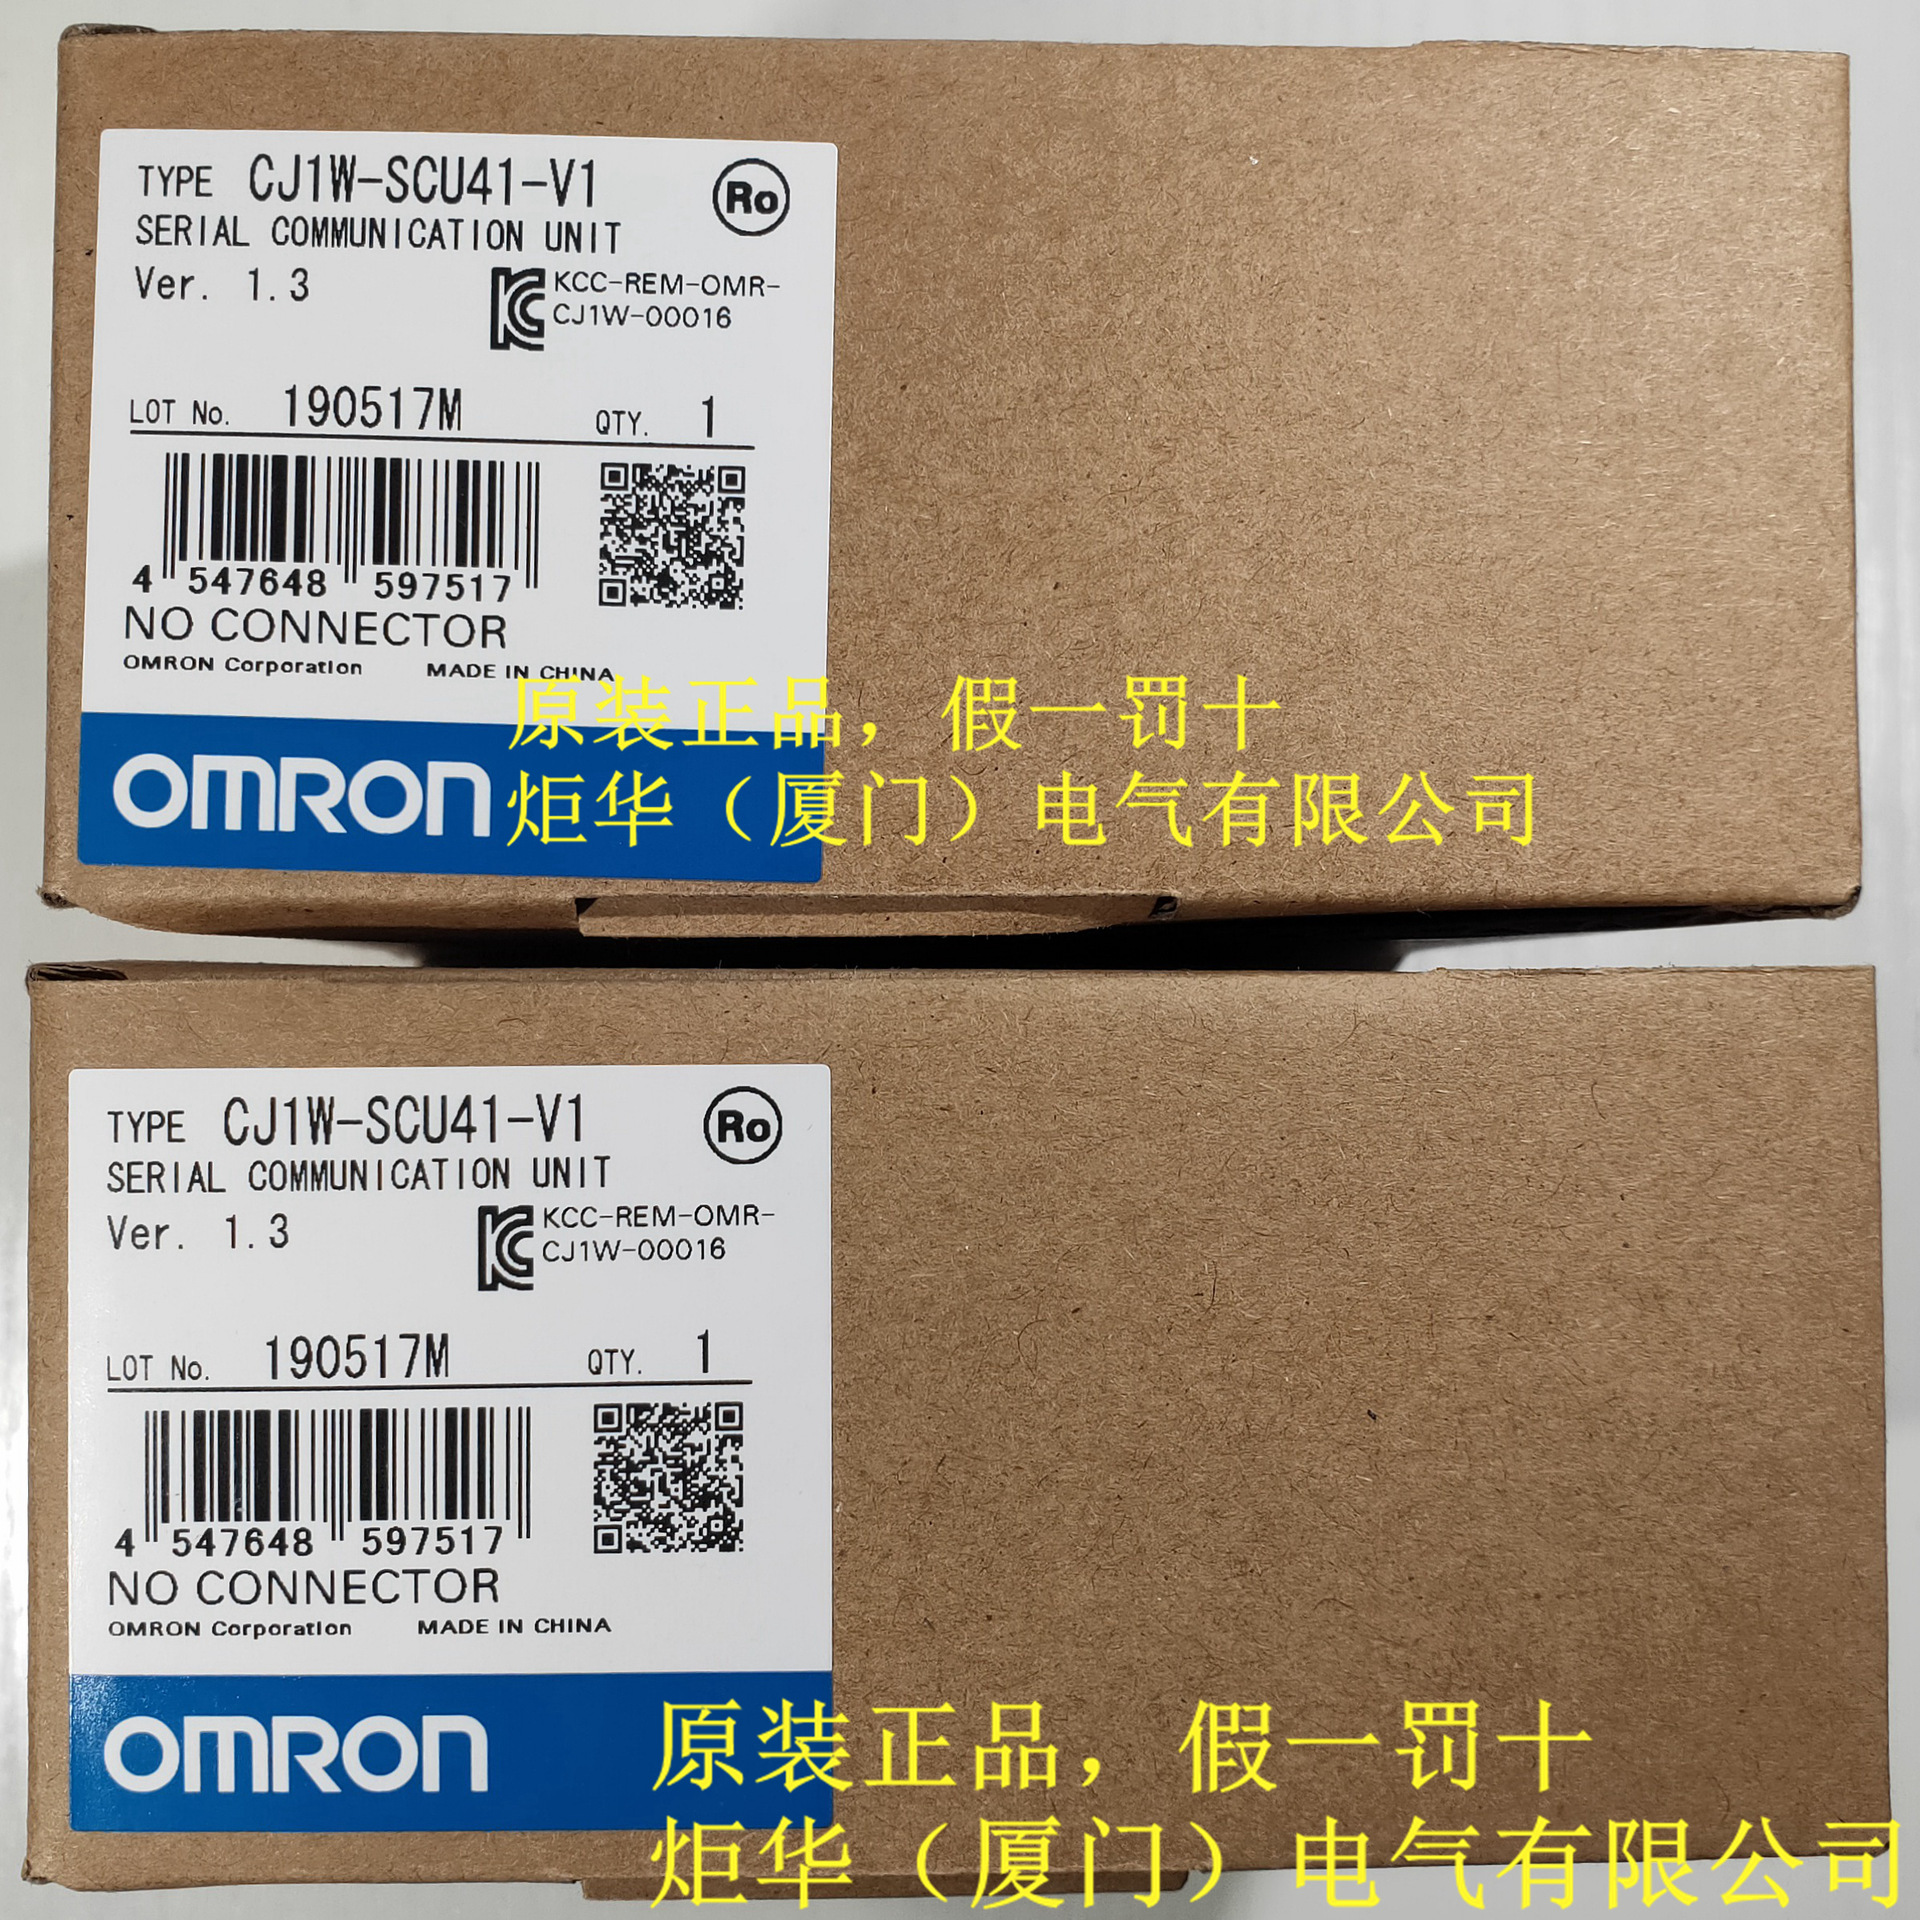 TYPE CJ1W-SCU41-V1
Ro
SERIAL COMMUNICATION UNIT
Ver. 1.3
KCC-REM-OMR-
CJ1W-00016
LOT No. 190517M QTY. 1
4 547648 597517
NO CONNECTOR
OMRON Corporation MADE IN CHINA
OMRON
原装正品，假一罚十
炬华（厦门）电气有限公司
TYPE CJ1W-SCU41-V1
Ro
SERIAL COMMUNICATION UNIT
Ver. 1.3
KCC-REM-OMR-
CJ1W-00016
LOT No. 190517M QTY. 1
4 547648 597517
NO CONNECTOR
OMRON Corporation MADE IN CHINA
OMRON
原装正品，假一罚十
炬华（厦门）电气有限公司